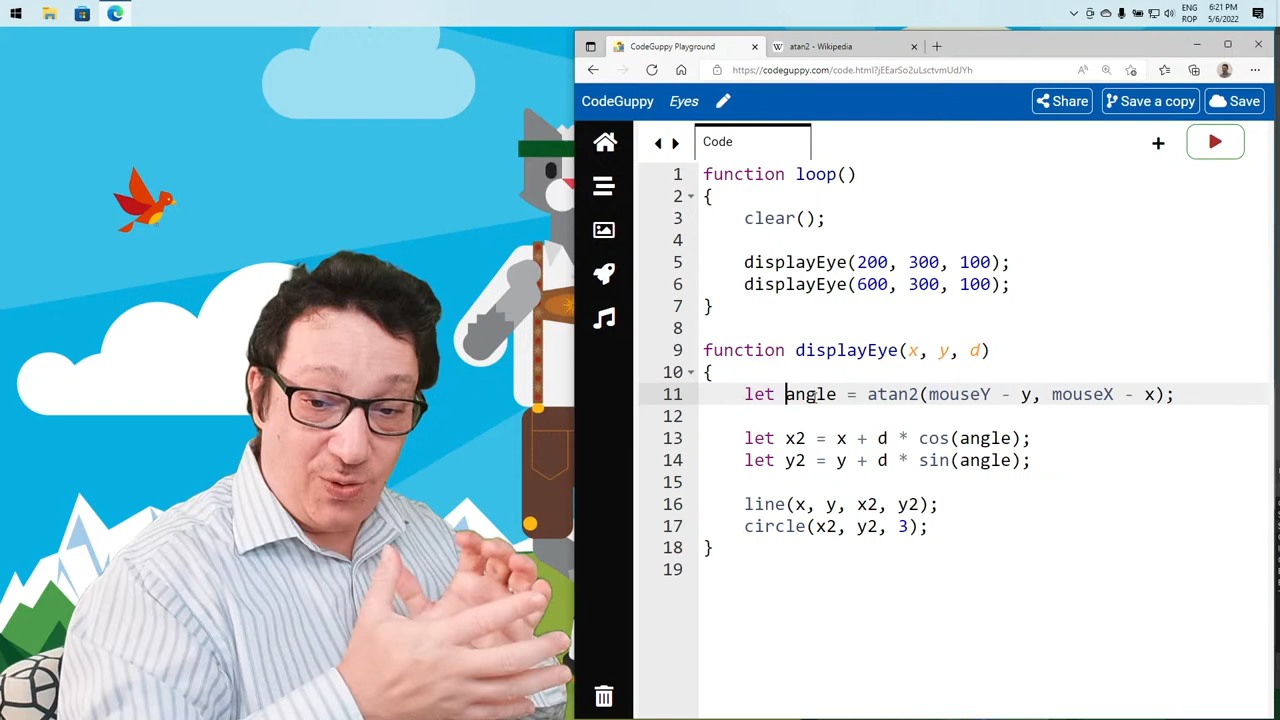 ENG
ROP
6:21 PM
5/6/2022
CodeGuppy Playground
W atan2 - Wikipedia
https://codeguppy.com/code.html?jEEarSo2uLsctvmUdJYh
CodeGuppy Eyes
Share
Save a copy
Save
Code
1 function loop()
2 {
3 clear();
4
5 displayEye(200, 300, 100);
6 displayEye(600, 300, 100);
7 }
8
9 function displayEye(x, y, d)
10 {
11 let angle = atan2(mouseY - y, mouseX - x);
12
13 let x2 = x + d * cos(angle);
14 let y2 = y + d * sin(angle);
15
16 line(x, y, x2, y2);
17 circle(x2, y2, 3);
18 }
19